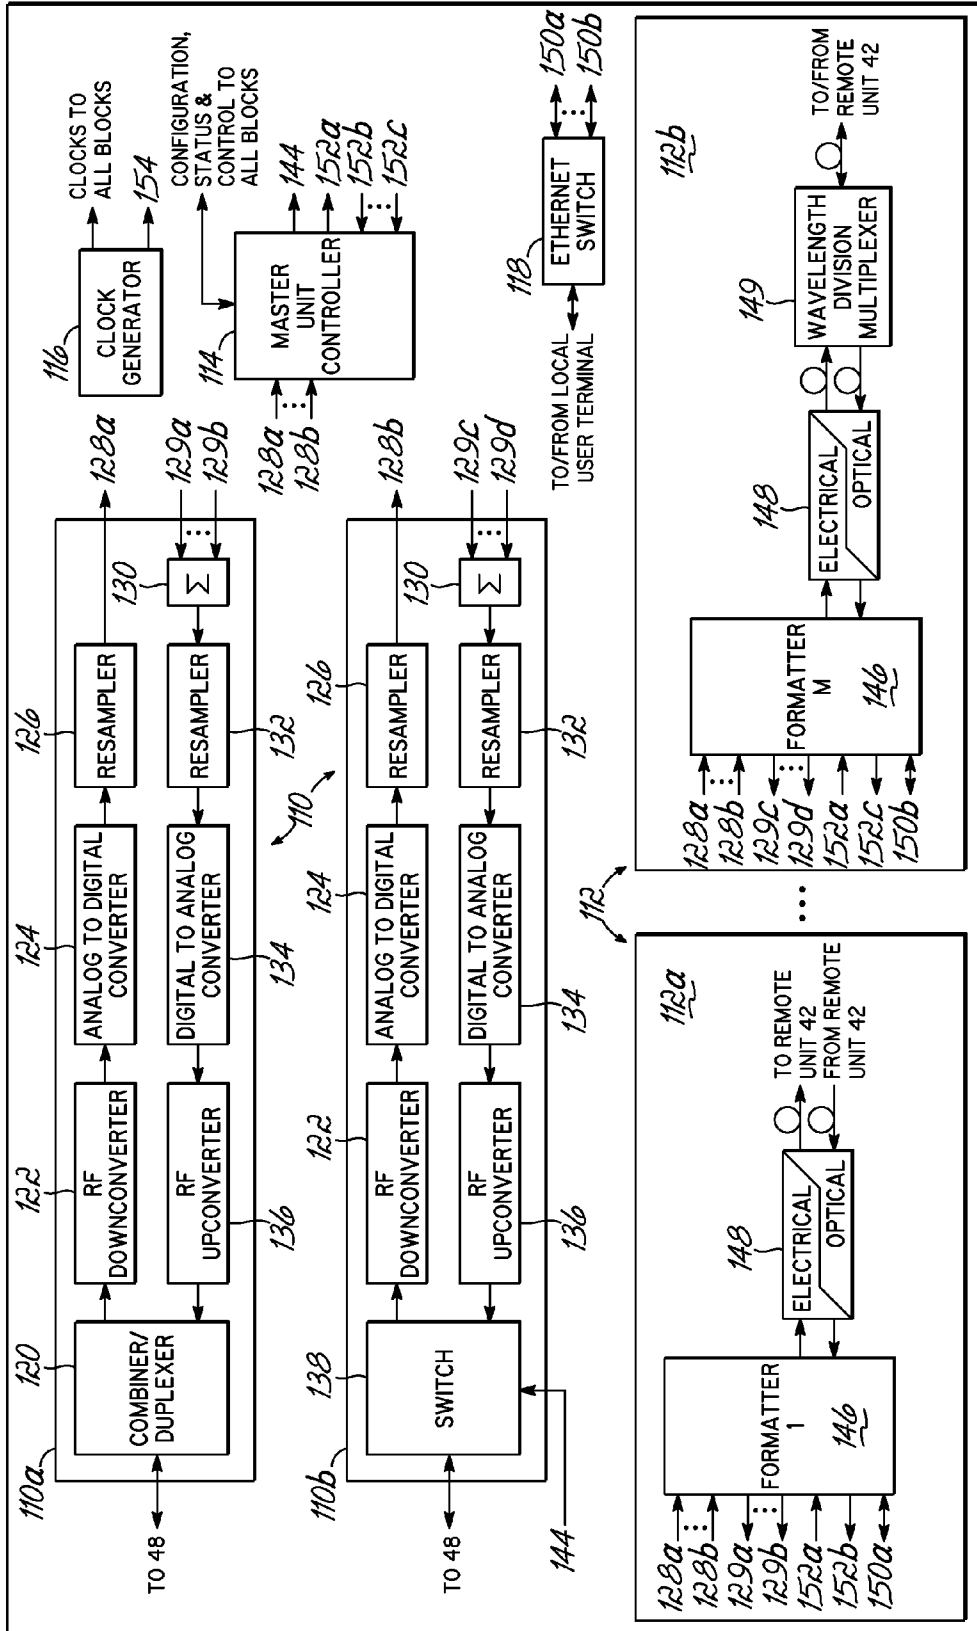 110a
120
COMBINER/
DUPLEXER
TO 48
122
RF
DOWNCONVERTER
124
ANALOG TO DIGITAL
CONVERTER
126
RESAMPLER
128a
RF
UPCONVERTER
136
DIGITAL TO ANALOG
CONVERTER
134
RESAMPLER
132
130
Σ
129a
129b
110
110b
138
SWITCH
TO 48
144
122
RF
DOWNCONVERTER
124
ANALOG TO DIGITAL
CONVERTER
126
RESAMPLER
128b
RF
UPCONVERTER
136
DIGITAL TO ANALOG
CONVERTER
134
RESAMPLER
132
130
Σ
129c
129d
116
CLOCK
GENERATOR
CLOCKS TO
ALL BLOCKS
154
114
MASTER
UNIT
CONTROLLER
CONFIGURATION,
STATUS &
CONTROL TO
ALL BLOCKS
144
152a
152b
152c
128a
128b
118
ETHERNET
SWITCH
TO/FROM LOCAL
USER TERMINAL
150a
150b
112
112a
FORMATTER
1
146
128a
128b
129a
129b
152a
152b
150a
148
ELECTRICAL
OPTICAL
TO REMOTE
UNIT 42
FROM REMOTE
UNIT 42
112b
FORMATTER
M
146
128a
128b
129c
129d
152a
152c
150b
148
ELECTRICAL
OPTICAL
149
WAVELENGTH
DIVISION
MULTIPLEXER
TO/FROM
REMOTE
UNIT 42